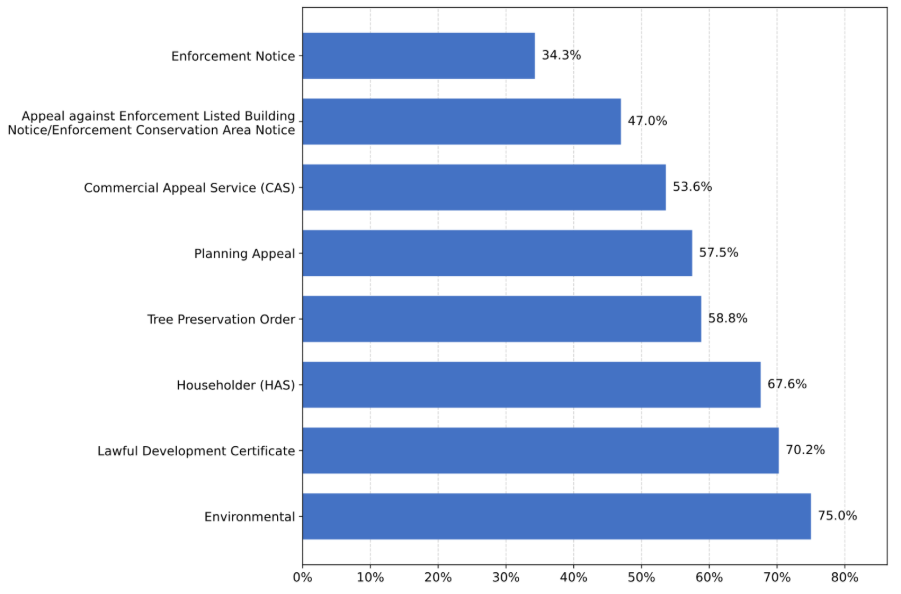 Enforcement Notice
34.3%
Appeal against Enforcement Listed Building
Notice/Enforcement Conservation Area Notice
47.0%
Commercial Appeal Service (CAS)
53.6%
Planning Appeal
57.5%
Tree Preservation Order
58.8%
Householder (HAS)
67.6%
Lawful Development Certificate
70.2%
Environmental
75.0%
0% 10% 20% 30% 40% 50% 60% 70% 80%